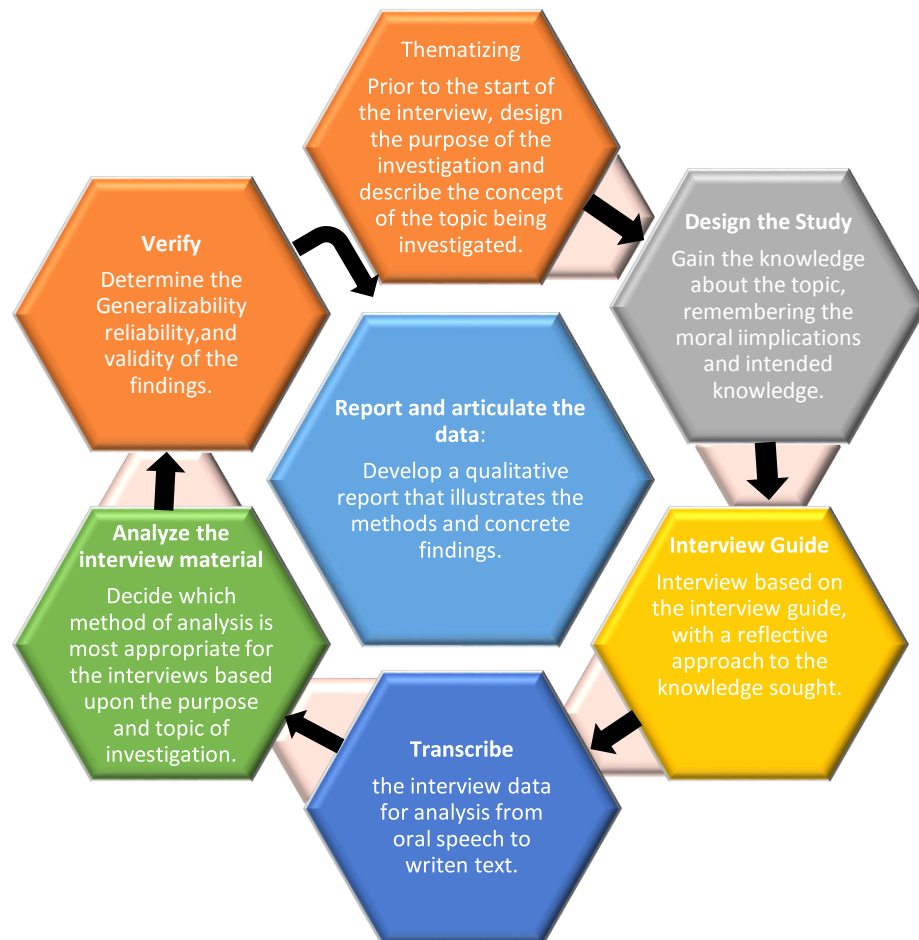 Thematizing
Prior to the start of
the interview, design
the purpose of the
investigation and
describe the concept
of the topic being
investigated.
Design the Study
Gain the knowledge
about the topic,
remembering the
moral iimplications
and intended
knowledge.
Interview Guide
Interview based on
the interview guide,
with a reflective
approach to the
knowledge sought.
Transcribe
the interview data
for analysis from
oral speech to
writen text.
Analyze the
interview material
Decide which
method of analysis is
most appropriate for
the interviews based
upon the purpose
and topic of
investigation.
Verify
Determine the
Generalizability
reliability,and
validity of the
findings.
Report and articulate the
data:
Develop a qualitative
report that illustrates the
methods and concrete
findings.